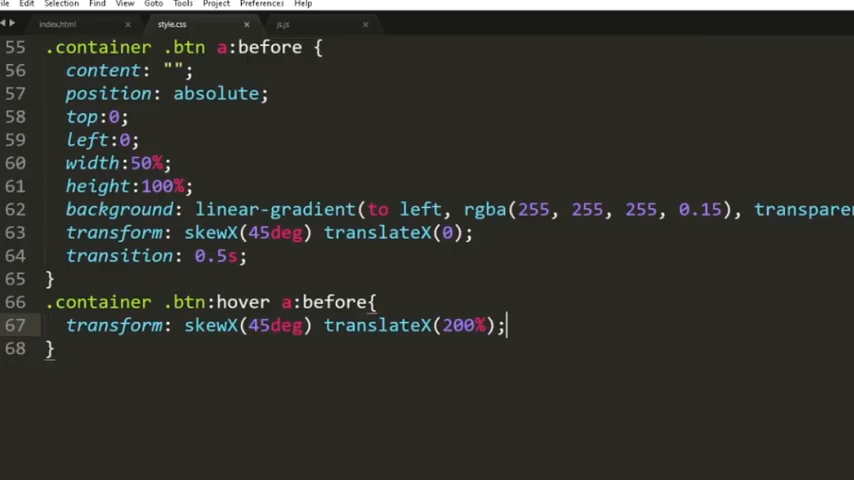 ile Edit Selection Find View Goto Tools Project Preferences Help
index.html × style.css × js.js ×
55 .container .btn a:before {
56 content: "";
57 position: absolute;
58 top:0;
59 left:0;
60 width:50%;
61 height:100%;
62 background: linear-gradient(to left, rgba(255, 255, 255, 0.15), transparen
63 transform: skewX(45deg) translateX(0);
64 transition: 0.5s;
65 }
66 .container .btn:hover a:before{
67 transform: skewX(45deg) translateX(200%);
68 }